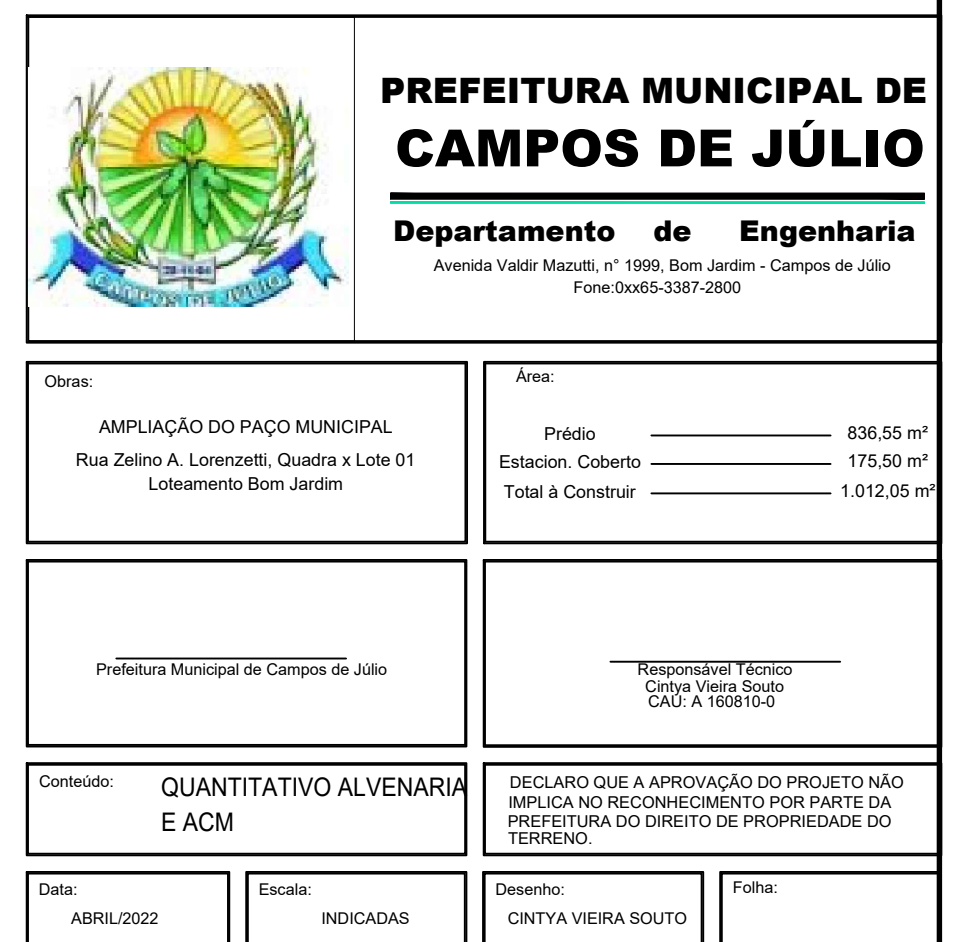 PREFEITURA MUNICIPAL DE
CAMPOS DE JÚLIO
Departamento de Engenharia
Avenida Valdir Mazutti, n° 1999, Bom Jardim - Campos de Júlio
Fone:0xx65-3387-2800
CAMPOS DE JULIO
Obras:
AMPLIAÇÃO DO PAÇO MUNICIPAL
Rua Zelino A. Lorenzetti, Quadra x Lote 01
Loteamento Bom Jardim
Área:
Prédio 836,55 m²
Estacion. Coberto 175,50 m²
Total à Construir 1.012,05 m²
Prefeitura Municipal de Campos de Júlio
Responsável Técnico
Cintya Vieira Souto
CAU: A 160810-0
Conteúdo:
QUANTITATIVO ALVENARIA
E ACM
DECLARO QUE A APROVAÇÃO DO PROJETO NÃO
IMPLICA NO RECONHECIMENTO POR PARTE DA
PREFEITURA DO DIREITO DE PROPRIEDADE DO
TERRENO.
Data:
ABRIL/2022
Escala:
INDICADAS
Desenho:
CINTYA VIEIRA SOUTO
Folha: